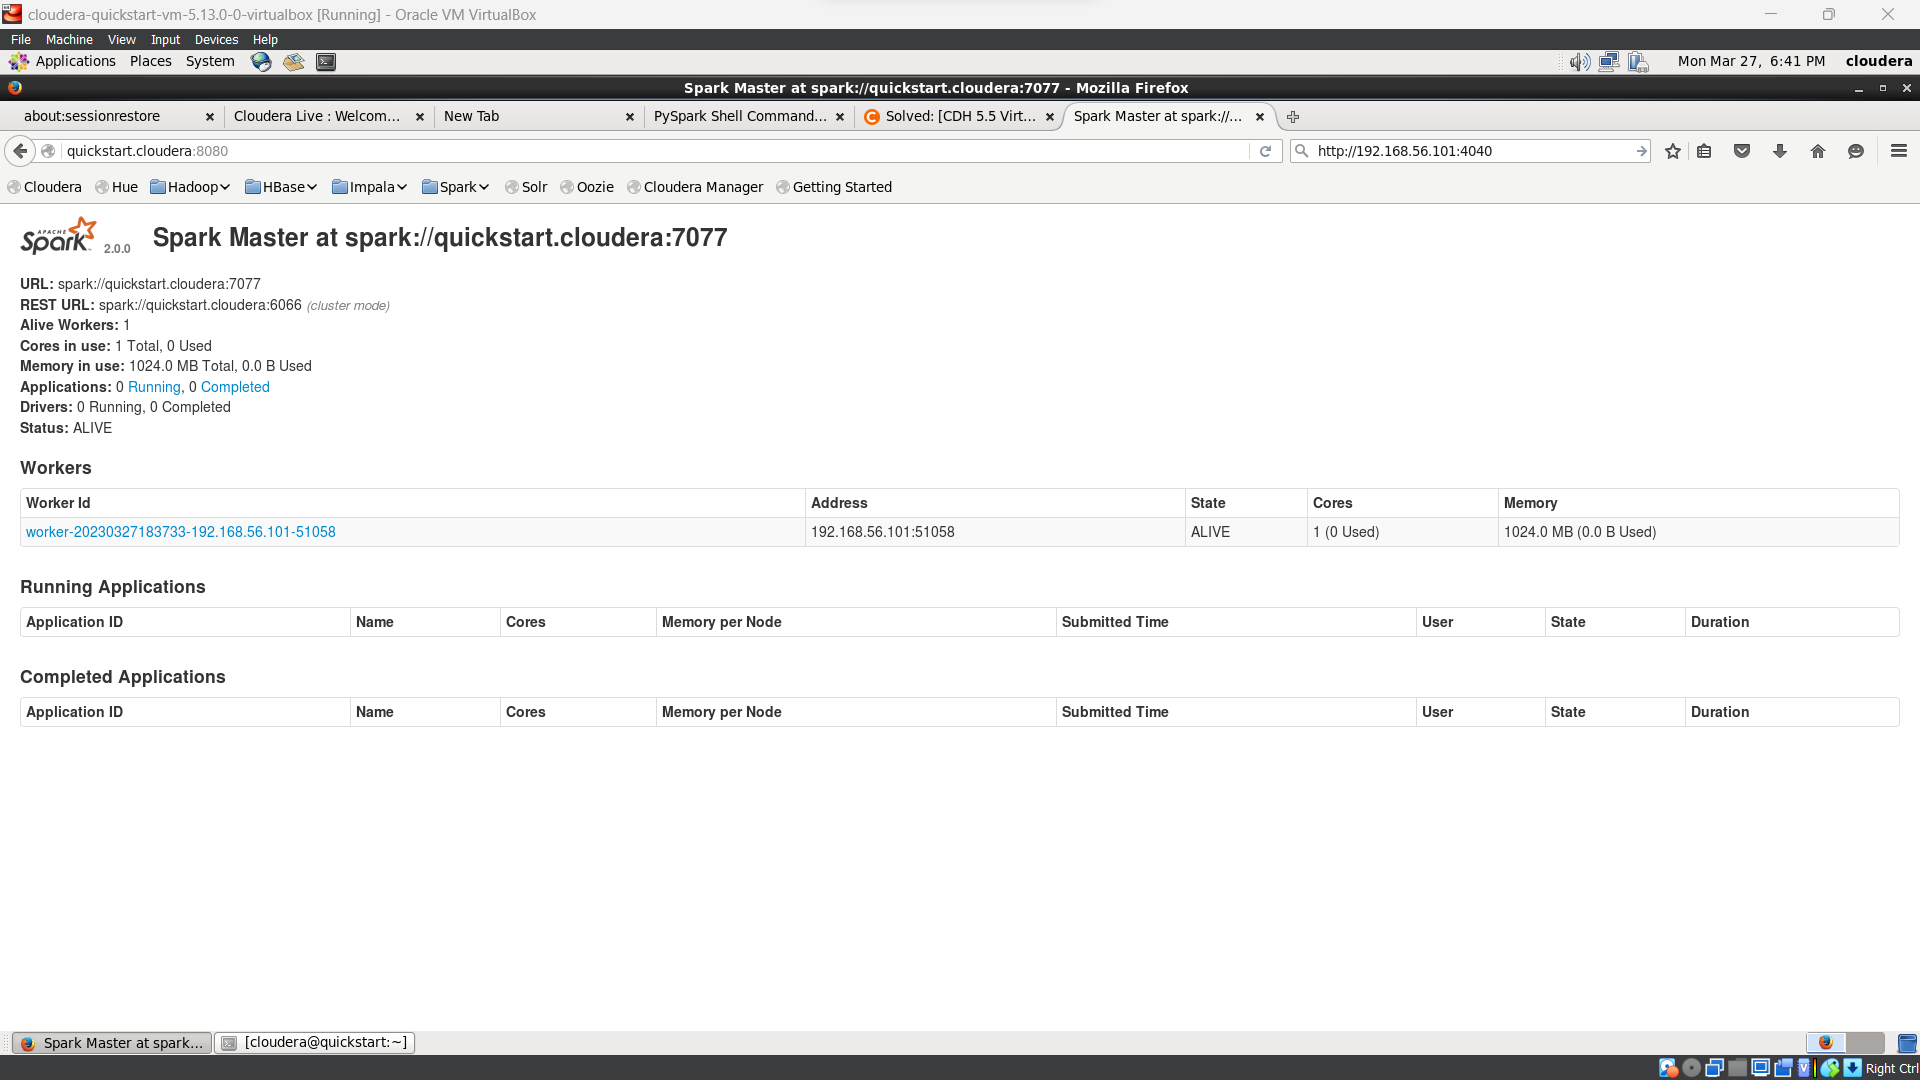 cloudera-quickstart-vm-5.13.0-0-virtualbox [Running] - Oracle VM VirtualBox
File Machine View Input Devices Help
Applications Places System Mon Mar 27, 6:41 PM cloudera
Spark Master at spark://quickstart.cloudera:7077 - Mozilla Firefox
about:sessionrestore Cloudera Live : Welcom... New Tab PySpark Shell Command... Solved: [CDH 5.5 Virt... Spark Master at spark://...
quickstart.cloudera:8080 http://192.168.56.101:4040
Cloudera Hue Hadoop HBase Impala Spark Solr Oozie Cloudera Manager Getting Started
APACHE Spark 2.0.0 Spark Master at spark://quickstart.cloudera:7077
URL: spark://quickstart.cloudera:7077
REST URL: spark://quickstart.cloudera:6066 (cluster mode)
Alive Workers: 1
Cores in use: 1 Total, 0 Used
Memory in use: 1024.0 MB Total, 0.0 B Used
Applications: 0 Running, 0 Completed
Drivers: 0 Running, 0 Completed
Status: ALIVE
Workers
Worker Id Address State Cores Memory
worker-20230327183733-192.168.56.101-51058 192.168.56.101:51058 ALIVE 1 (0 Used) 1024.0 MB (0.0 B Used)
Running Applications
Application ID Name Cores Memory per Node Submitted Time User State Duration
Completed Applications
Application ID Name Cores Memory per Node Submitted Time User State Duration
Spark Master at spark... [cloudera@quickstart:~]
Right Ctrl